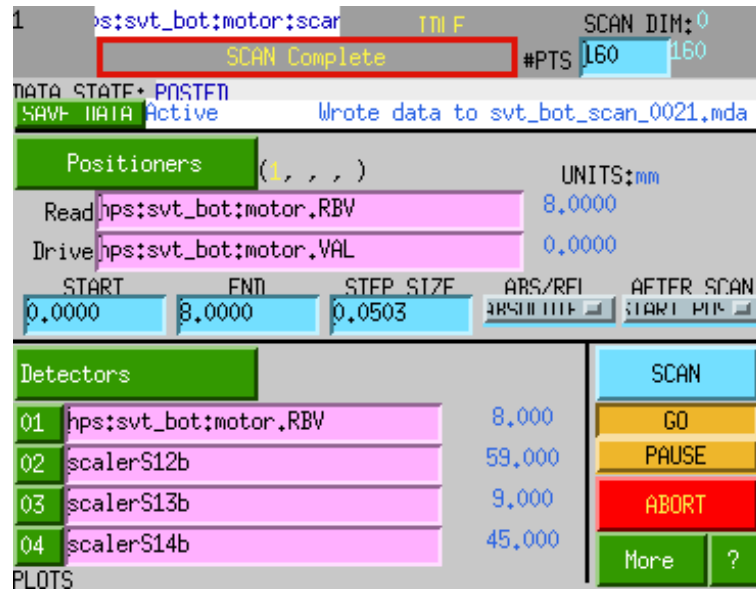 1 ps:svt_bot:motor:scan IDLE SCAN DIM: 0
SCAN Complete #PTS 160 160
DATA STATE: POSTED
SAVE DATA Active Wrote data to svt_bot_scan_0021.mda
Positioners (1, , , ) UNITS:mm
Read hps:svt_bot:motor.RBV 8.0000
Drive hps:svt_bot:motor.VAL 0.0000
START END STEP SIZE ABS/REL AFTER SCAN
0.0000 8.0000 0.0503 ABSOLUTE START POS
Detectors SCAN
01 hps:svt_bot:motor.RBV 8.000 GO
02 scalerS12b 59.000 PAUSE
03 scalerS13b 9.000 ABORT
04 scalerS14b 45.000 More ?
PLOTS